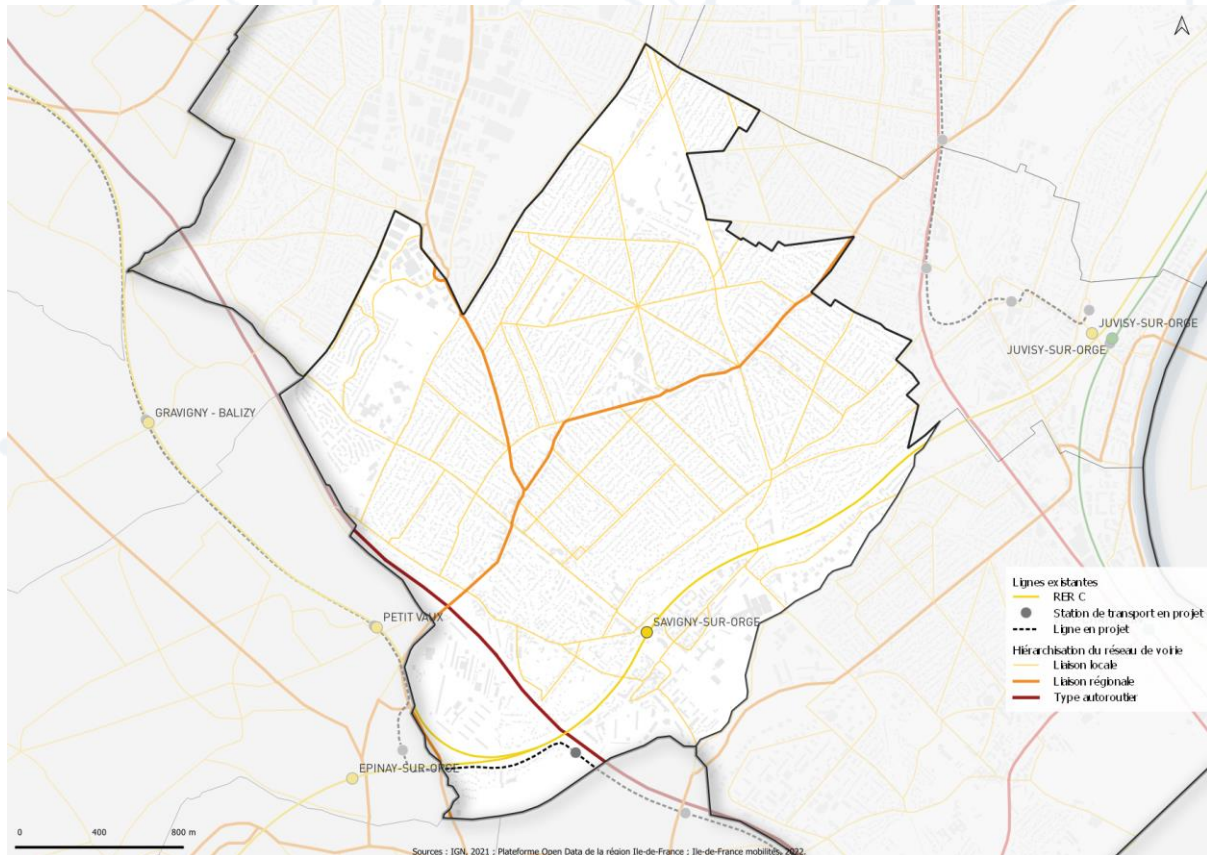 JUVISY-SUR-ORGE
JUVISY-SUR-ORGE
GRAVIGNY - BALIZY
PETIT VAUX
SAVIGNY-SUR-ORGE
EPINAY-SUR-ORGE
Lignes existantes
RER C
Station de transport en projet
Ligne en projet
Hiérarchisation du réseau de voirie
Liaison locale
Liaison régionale
Type autoroutier
0 400 800 m
Sources : IGN, 2021 ; Plateforme Open Data de la région Ile-de-France ; Ile-de-France mobilités, 2022.